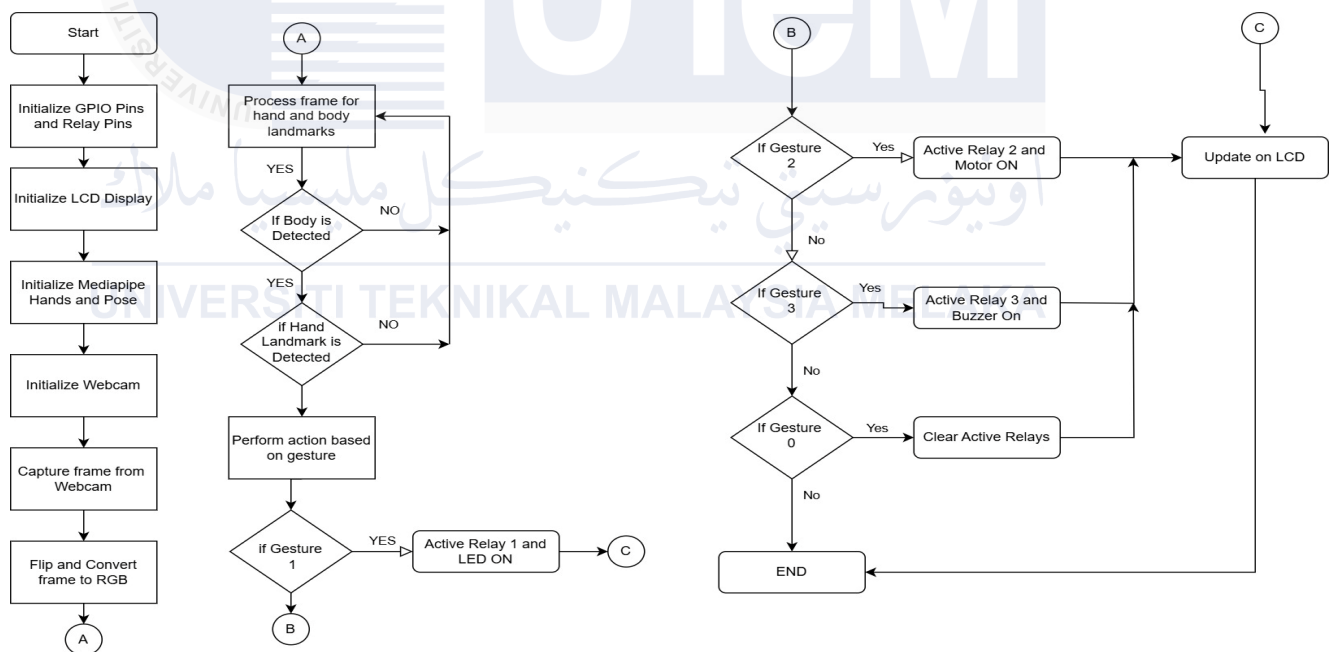 Start
Initialize GPIO Pins
and Relay Pins
Initialize LCD Display
Initialize Mediapipe
Hands and Pose
Initialize Webcam
Capture frame from
Webcam
Flip and Convert
frame to RGB
A
A
Process frame for
hand and body
landmarks
YES
If Body is
Detected
NO
YES
if Hand
Landmark is
Detected
NO
Perform action based
on gesture
if Gesture
1
YES
Active Relay 1 and
LED ON
C
B
B
If Gesture
2
Yes
Active Relay 2 and
Motor ON
No
If Gesture
3
Yes
Active Relay 3 and
Buzzer On
No
If Gesture
0
Yes
Clear Active Relays
No
END
C
Update on LCD
UTeM
اونيۏرسيتي تيكنيكل مليسيا ملاك
UNIVERSITI TEKNIKAL MALAYSIA MELAKA